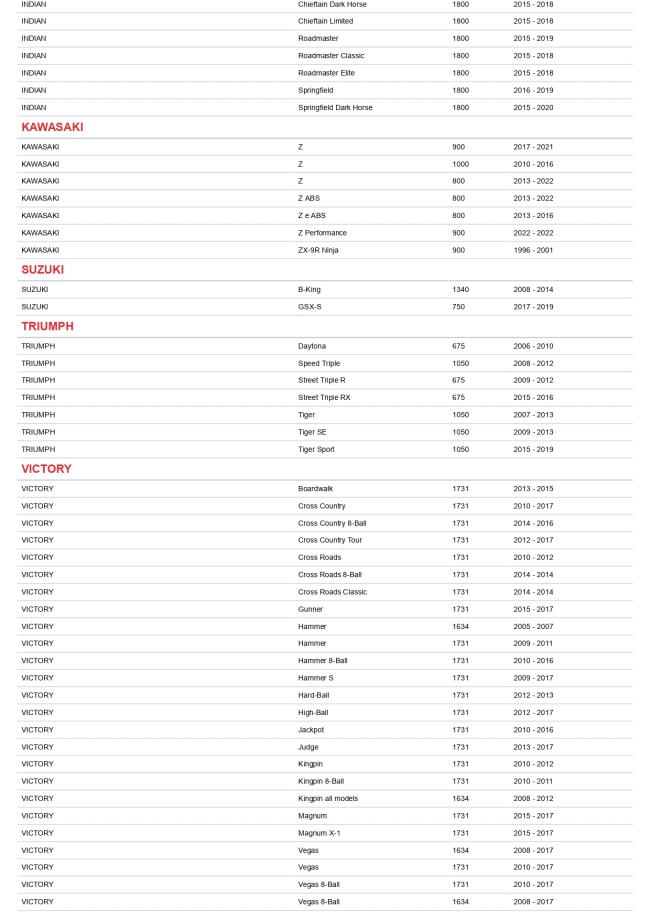 INDIAN Chieftain Dark Horse 1800 2015 - 2018
INDIAN Chieftain Limited 1800 2015 - 2018
INDIAN Roadmaster 1800 2015 - 2019
INDIAN Roadmaster Classic 1800 2015 - 2018
INDIAN Roadmaster Elite 1800 2015 - 2018
INDIAN Springfield 1800 2016 - 2019
INDIAN Springfield Dark Horse 1800 2015 - 2020
KAWASAKI
KAWASAKI Z 900 2017 - 2021
KAWASAKI Z 1000 2010 - 2016
KAWASAKI Z 800 2013 - 2022
KAWASAKI Z ABS 800 2013 - 2022
KAWASAKI Z e ABS 800 2013 - 2016
KAWASAKI Z Performance 900 2022 - 2022
KAWASAKI ZX-9R Ninja 900 1996 - 2001
SUZUKI
SUZUKI B-King 1340 2008 - 2014
SUZUKI GSX-S 750 2017 - 2019
TRIUMPH
TRIUMPH Daytona 675 2006 - 2010
TRIUMPH Speed Triple 1050 2008 - 2012
TRIUMPH Street Triple R 675 2009 - 2012
TRIUMPH Street Triple RX 675 2015 - 2016
TRIUMPH Tiger 1050 2007 - 2013
TRIUMPH Tiger SE 1050 2009 - 2013
TRIUMPH Tiger Sport 1050 2015 - 2019
VICTORY
VICTORY Boardwalk 1731 2013 - 2015
VICTORY Cross Country 1731 2010 - 2017
VICTORY Cross Country 8-Ball 1731 2014 - 2016
VICTORY Cross Country Tour 1731 2012 - 2017
VICTORY Cross Roads 1731 2010 - 2012
VICTORY Cross Roads 8-Ball 1731 2014 - 2014
VICTORY Cross Roads Classic 1731 2014 - 2014
VICTORY Gunner 1731 2015 - 2017
VICTORY Hammer 1634 2005 - 2007
VICTORY Hammer 1731 2009 - 2011
VICTORY Hammer 8-Ball 1731 2010 - 2016
VICTORY Hammer S 1731 2009 - 2017
VICTORY Hard-Ball 1731 2012 - 2013
VICTORY High-Ball 1731 2012 - 2017
VICTORY Jackpot 1731 2010 - 2016
VICTORY Judge 1731 2013 - 2017
VICTORY Kingpin 1731 2010 - 2012
VICTORY Kingpin 8-Ball 1731 2010 - 2011
VICTORY Kingpin all models 1634 2008 - 2012
VICTORY Magnum 1731 2015 - 2017
VICTORY Magnum X-1 1731 2015 - 2017
VICTORY Vegas 1634 2008 - 2017
VICTORY Vegas 1731 2010 - 2017
VICTORY Vegas 8-Ball 1731 2010 - 2017
VICTORY Vegas 8-Ball 1634 2008 - 2017